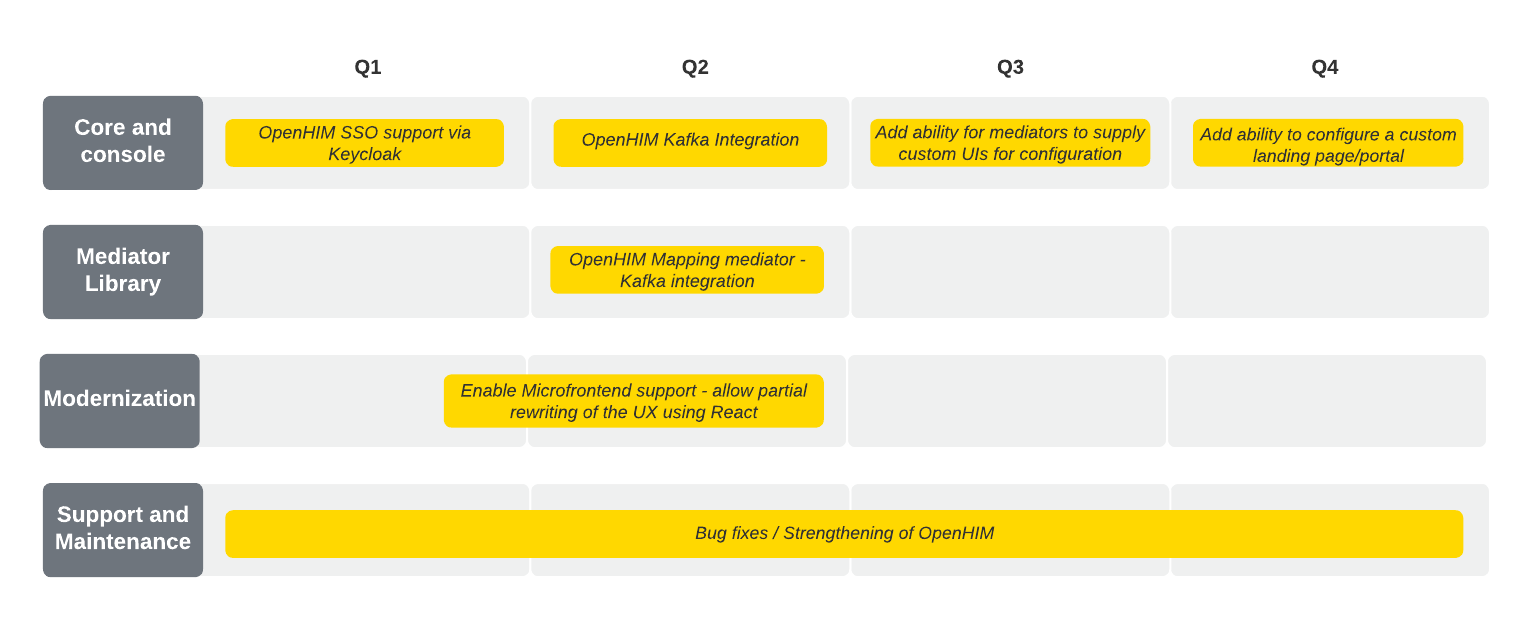 Q1
Q2
Q3
Q4
Core and
console
OpenHIM SSO support via
Keycloak
OpenHIM Kafka Integration
Add ability for mediators to supply
custom UIs for configuration
Add ability to configure a custom
landing page/portal
Mediator
Library
OpenHIM Mapping mediator -
Kafka integration
Modernization
Enable Microfrontend support - allow partial
rewriting of the UX using React
Support and
Maintenance
Bug fixes / Strengthening of OpenHIM